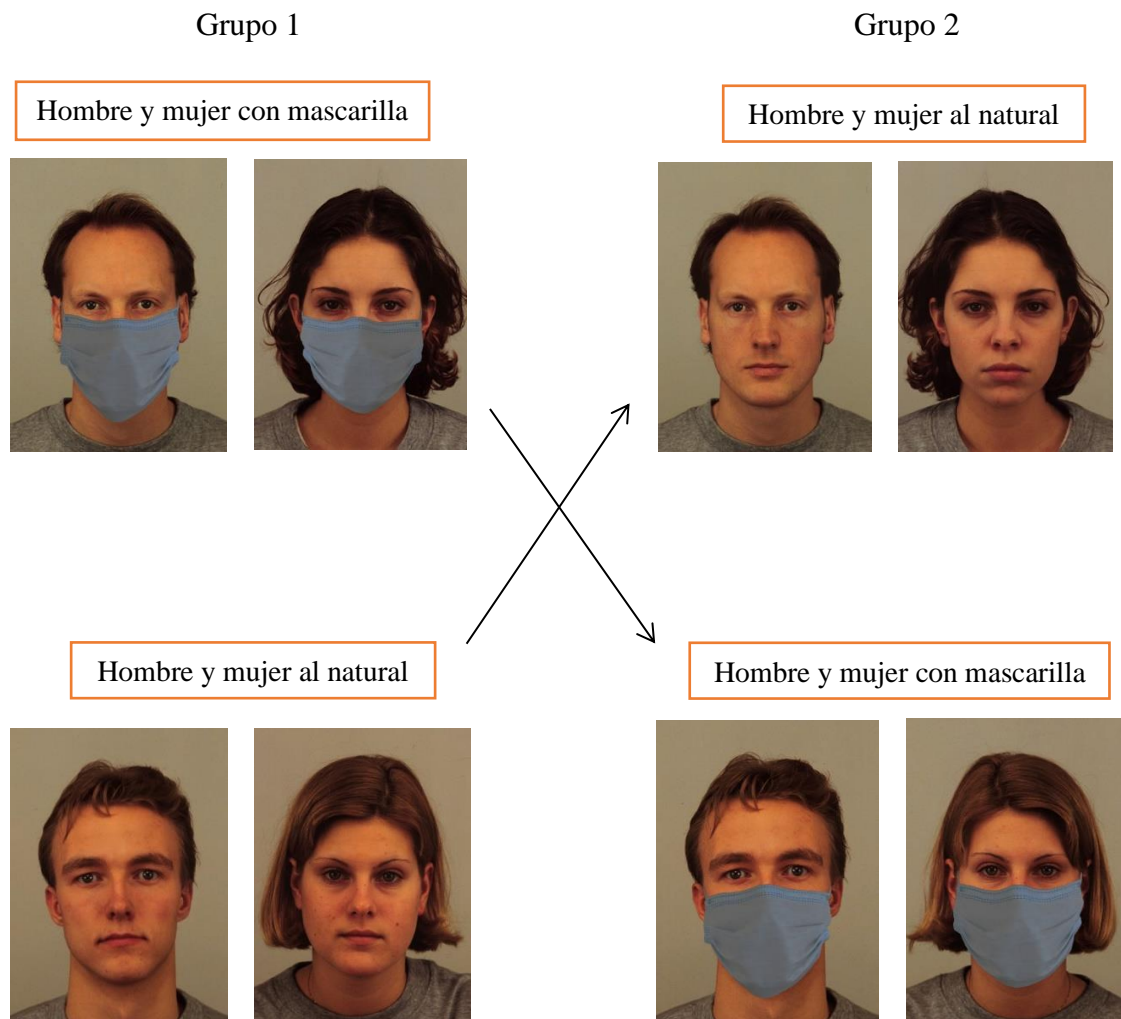 Grupo 1
Grupo 2
Hombre y mujer con mascarilla
Hombre y mujer al natural
Hombre y mujer al natural
Hombre y mujer con mascarilla